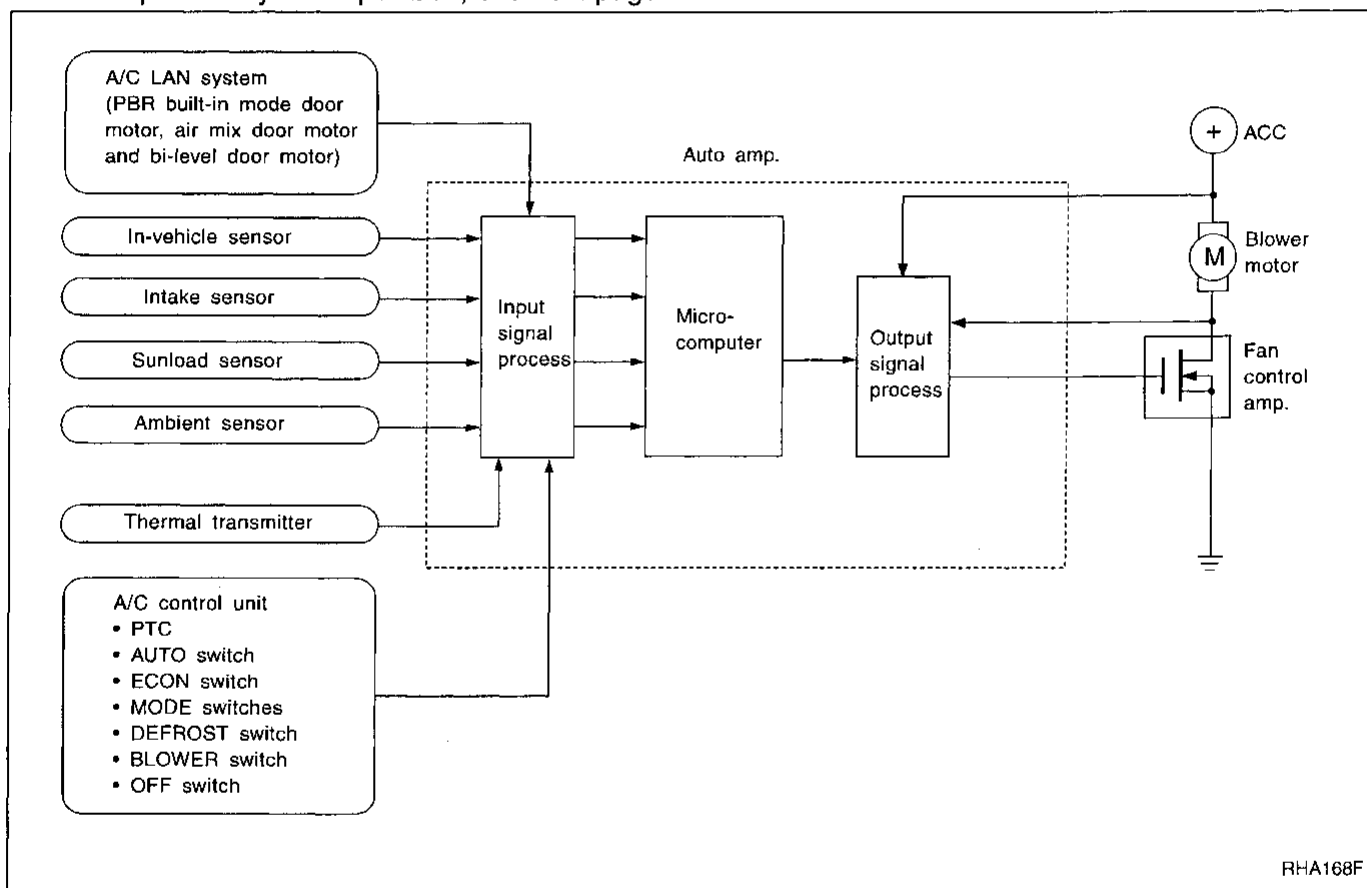 A/C LAN system
(PBR built-in mode door
motor, air mix door motor
and bi-level door motor)
In-vehicle sensor
Intake sensor
Sunload sensor
Ambient sensor
Thermal transmitter
A/C control unit
• PTC
• AUTO switch
• ECON switch
• MODE switches
• DEFROST switch
• BLOWER switch
• OFF switch
Auto amp.
Input
signal
process
Micro-
computer
Output
signal
process
+
ACC
M
Blower
motor
Fan
control
amp.
RHA168F